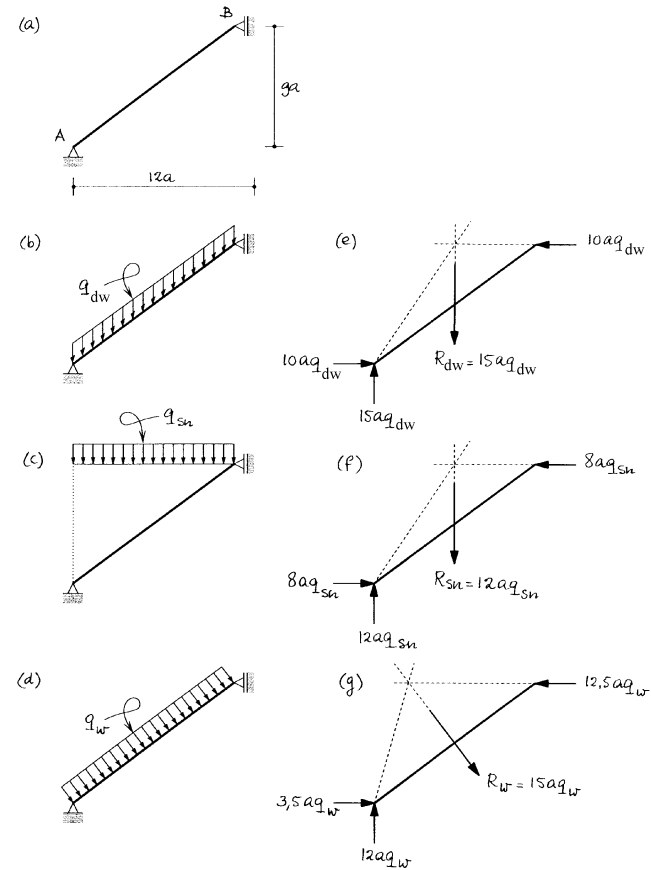 (a)
B
A
9a
12a
(b)
q_dw
(e)
10aq_dw
10aq_dw
R_dw = 15aq_dw
15aq_dw
(c)
q_sn
(f)
8aq_sn
8aq_sn
R_sn = 12aq_sn
12aq_sn
(d)
q_w
(g)
12,5aq_w
3,5aq_w
R_w = 15aq_w
12aq_w